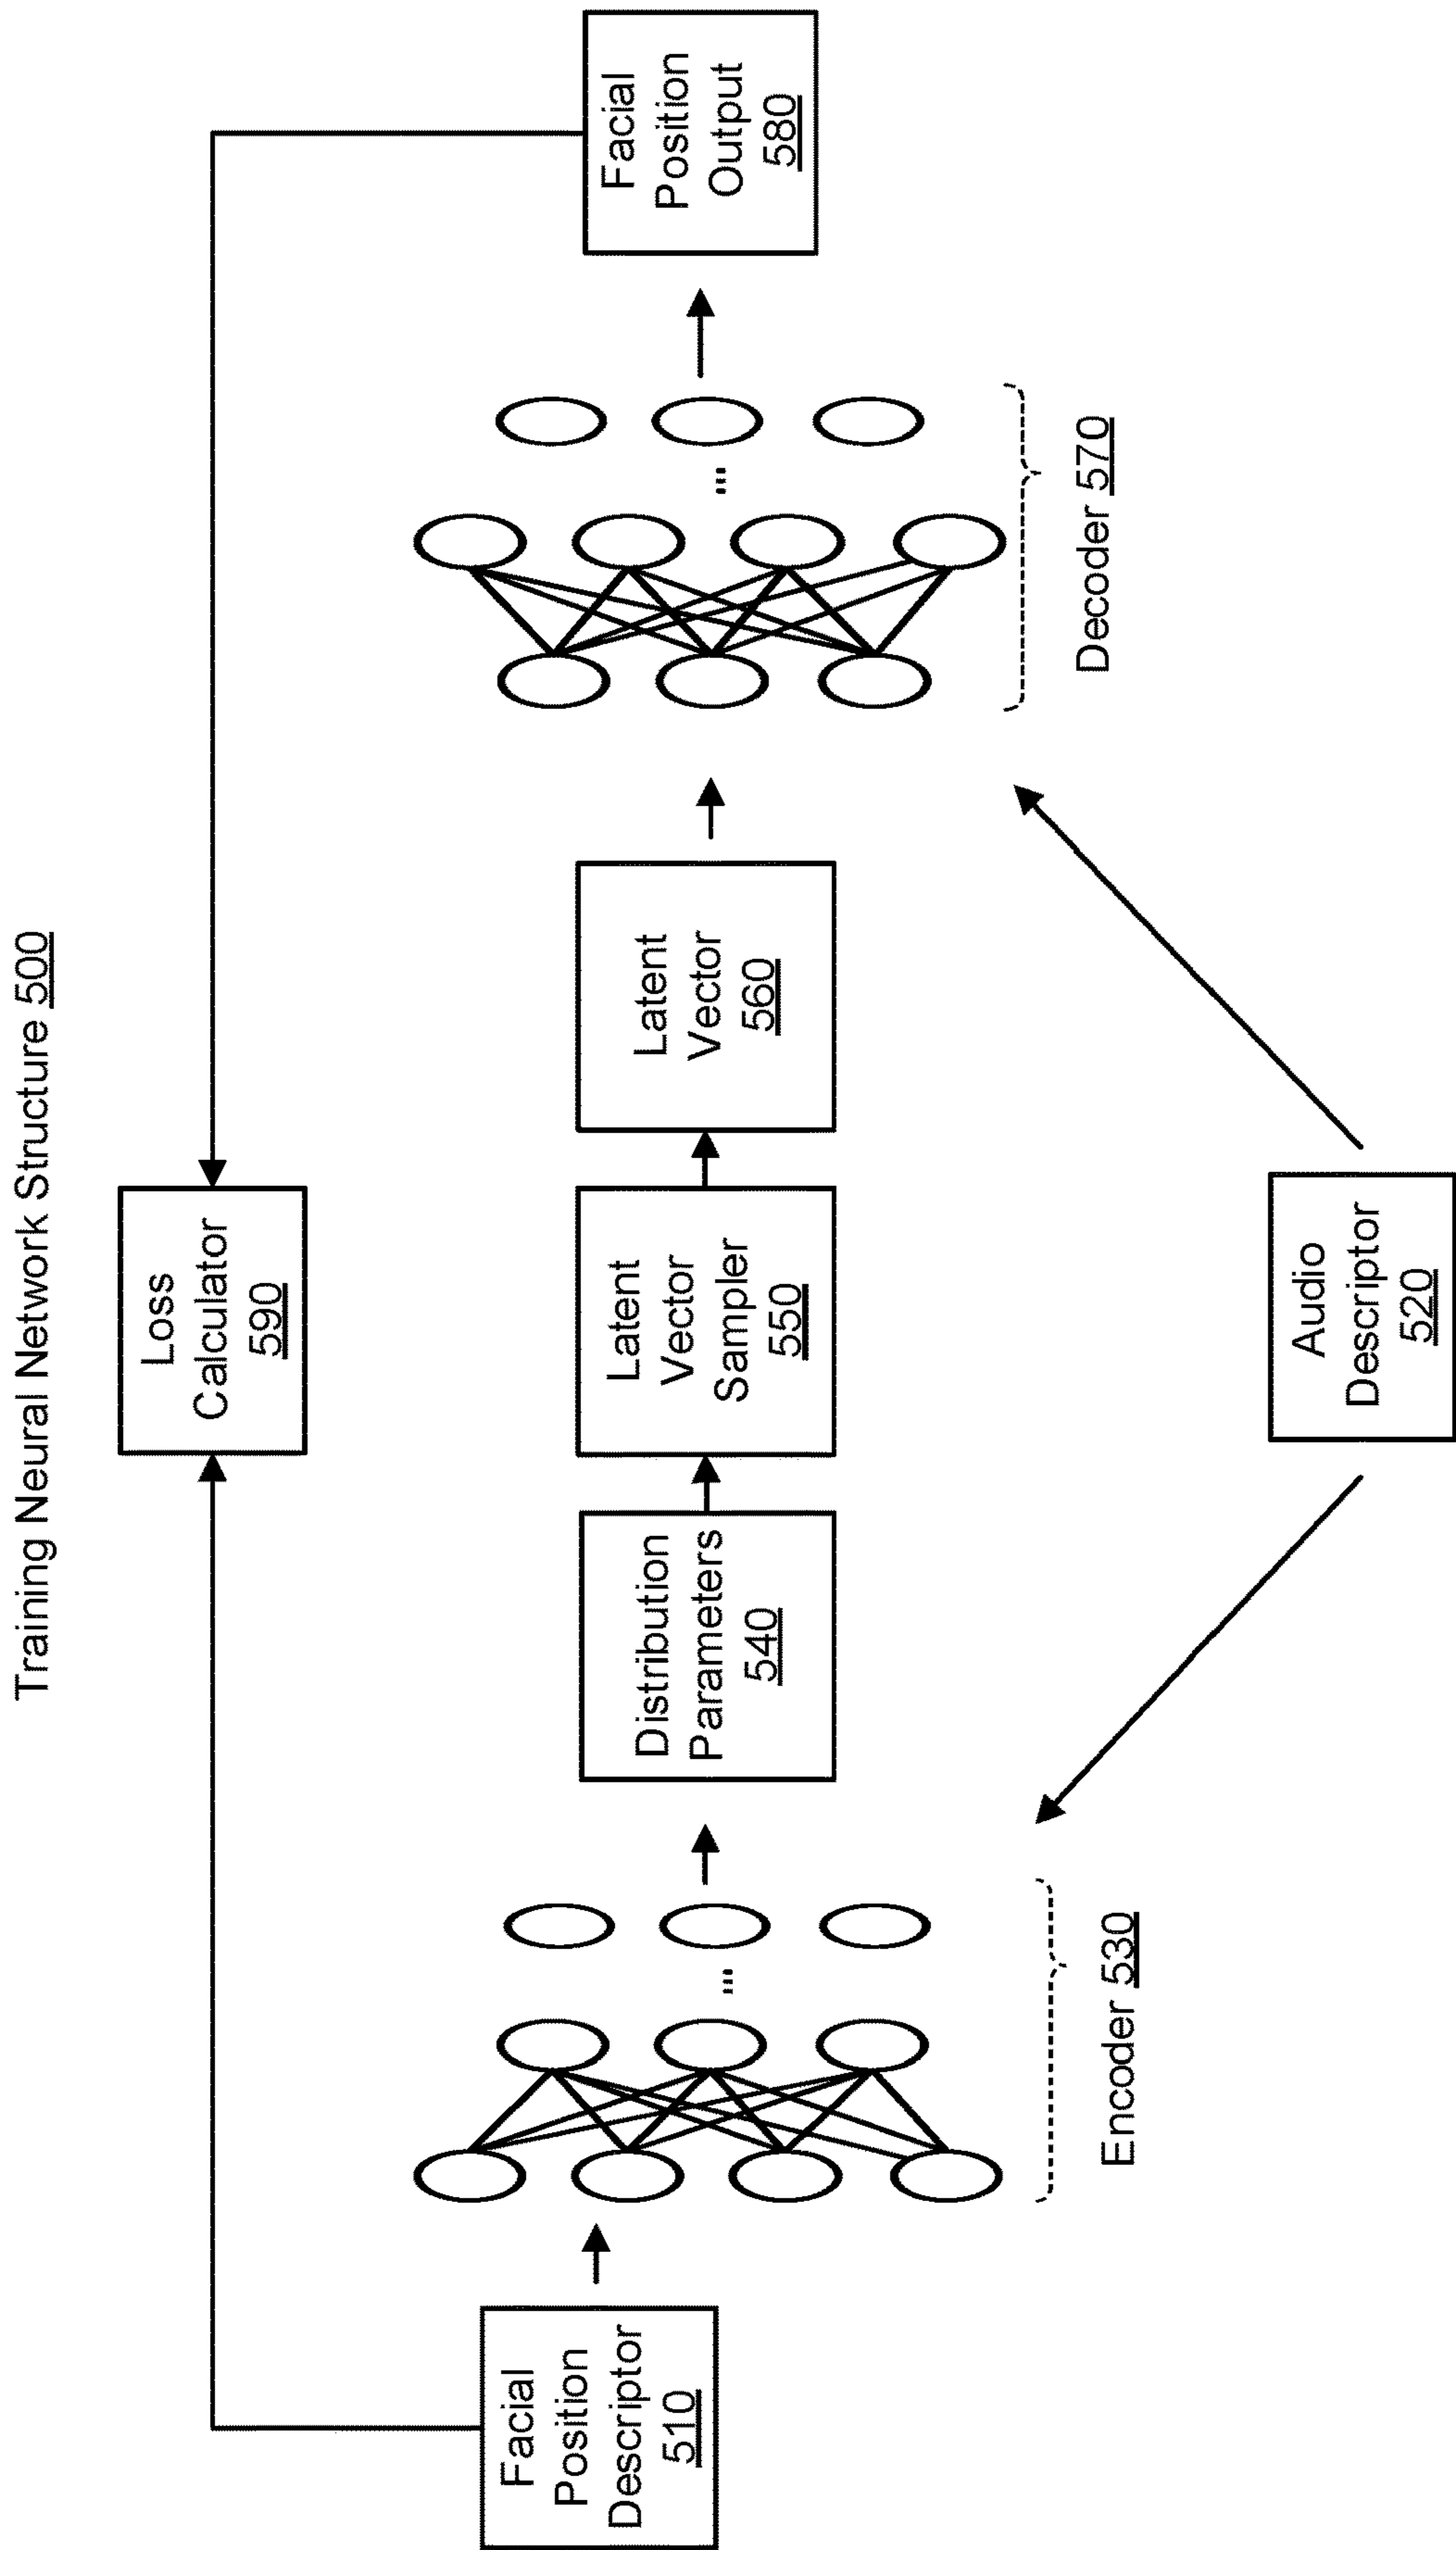 Training Neural Network Structure 500
Loss
Calculator
590
Facial
Position
Descriptor
510
...
Encoder 530
Distribution
Parameters
540
Latent
Vector
Sampler
550
Latent
Vector
560
...
Decoder 570
Facial
Position
Output
580
Audio
Descriptor
520